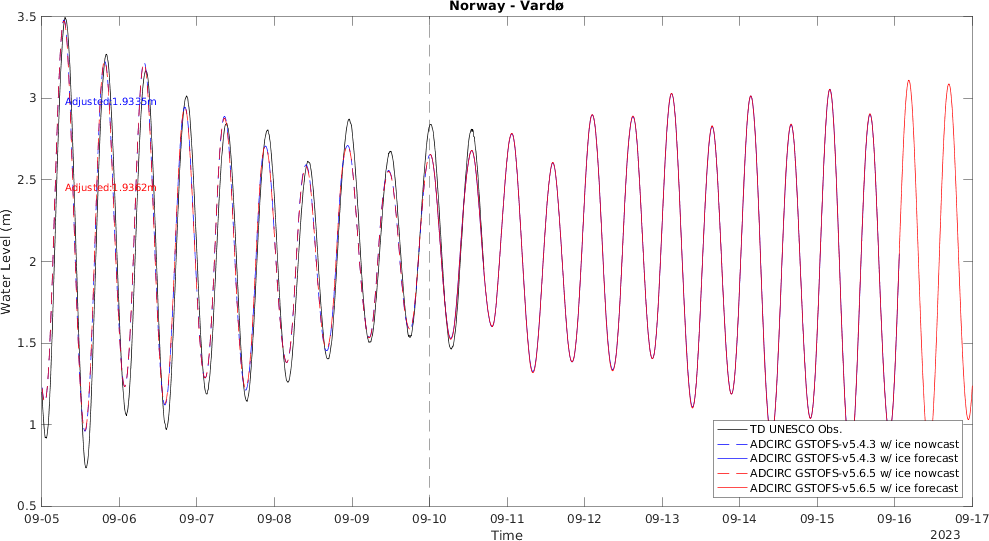 Norway - Vardø
3.5
3
2.5
2
1.5
1
0.5
Water Level (m)
Adjusted:1.9335m
Adjusted:1.9362m
TD UNESCO Obs.
ADCIRC GSTOFS-v5.4.3 w/ ice nowcast
ADCIRC GSTOFS-v5.4.3 w/ ice forecast
ADCIRC GSTOFS-v5.6.5 w/ ice nowcast
ADCIRC GSTOFS-v5.6.5 w/ ice forecast
09-05 09-06 09-07 09-08 09-09 09-10 09-11 09-12 09-13 09-14 09-15 09-16 09-17
Time
2023